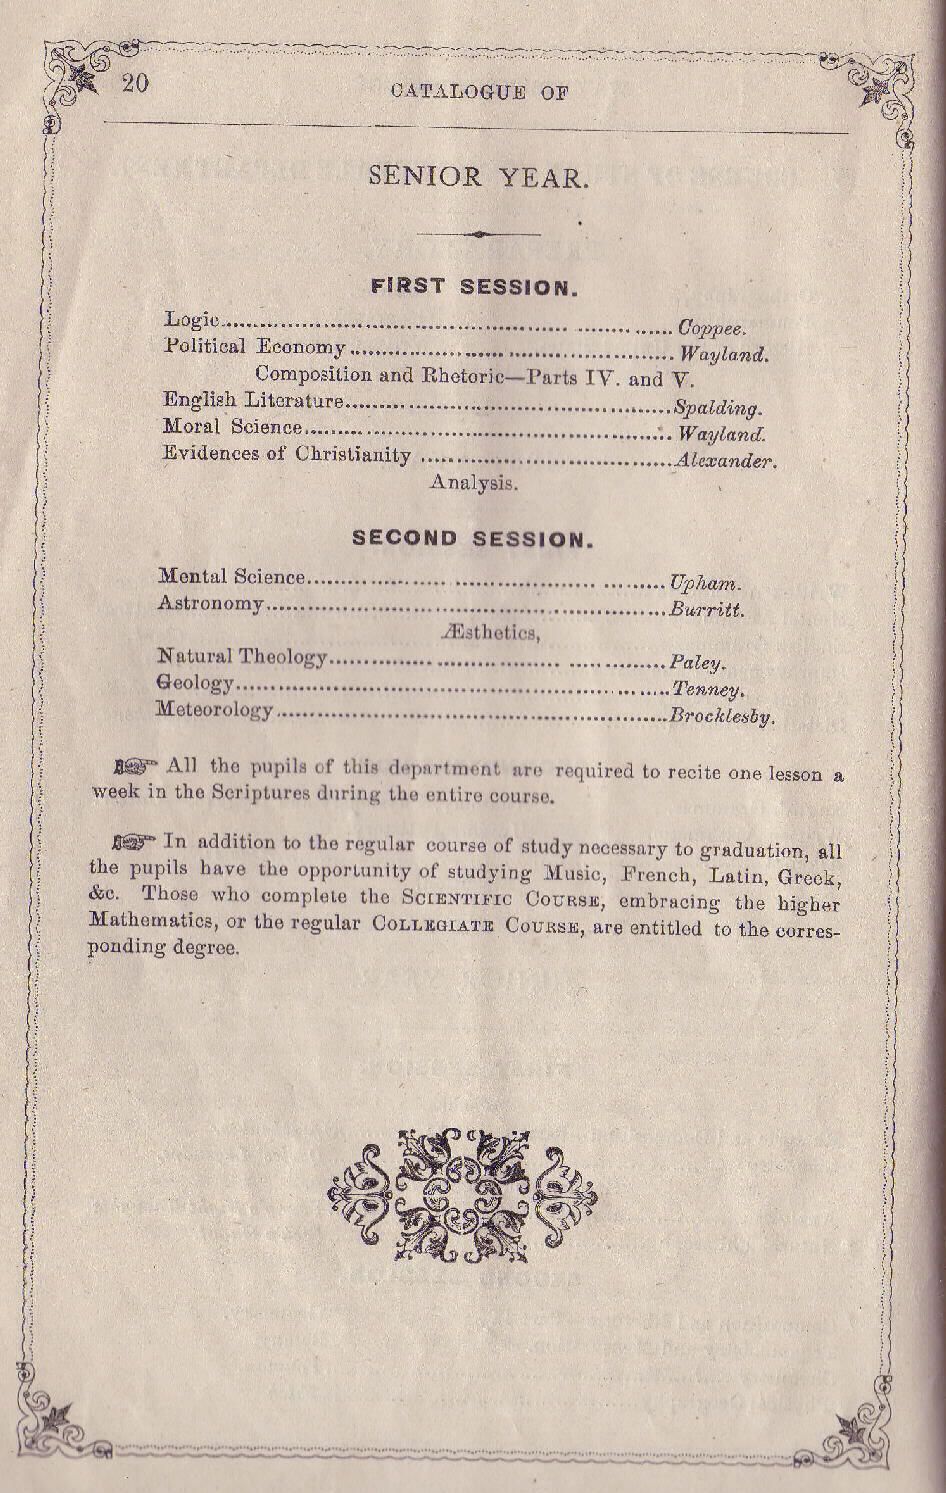 20
CATALOGUE OF
SENIOR YEAR.
FIRST SESSION.
Logic........................................ Coppee.
Political Economy........................................ Wayland.
Composition and Rhetoric—Parts IV. and V.
English Literature........................................Spalding.
Moral Science........................................ Wayland.
Evidences of Christianity ........................................Alexander.
Analysis.
SECOND SESSION.
Mental Science........................................ Upham.
Astronomy........................................Burritt.
Æsthetics,
Natural Theology........................................Paley.
Geology........................................Tenney.
Meteorology........................................Brocklesby.
☞ All the pupils of this department are required to recite one lesson a
week in the Scriptures during the entire course.
☞ In addition to the regular course of study necessary to graduation, all
the pupils have the opportunity of studying Music, French, Latin, Greek,
&c. Those who complete the SCIENTIFIC COURSE, embracing the higher
Mathematics, or the regular COLLEGIATE COURSE, are entitled to the corres-
ponding degree.